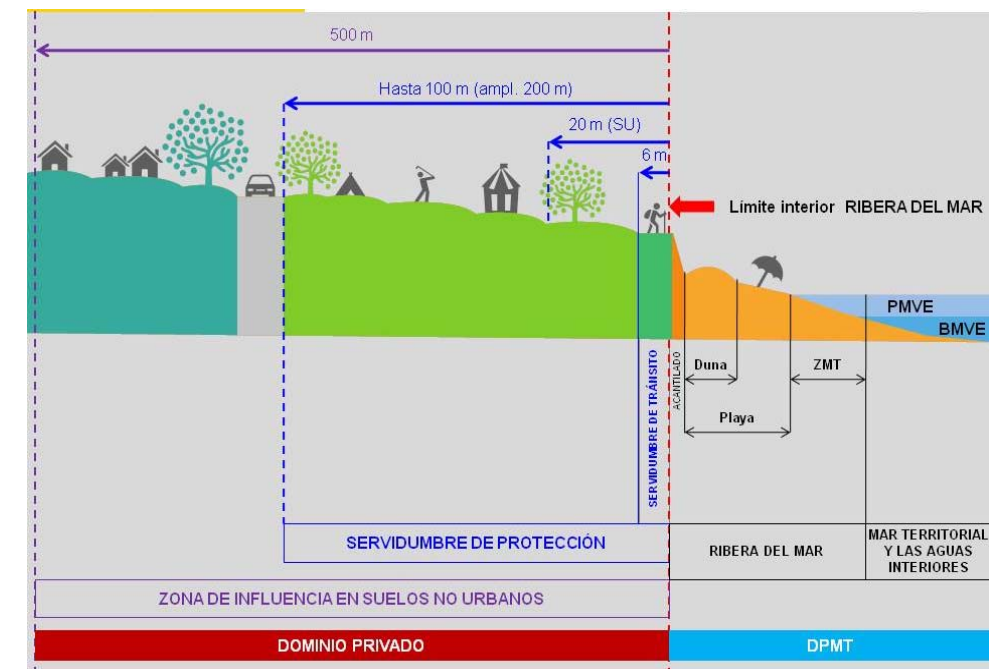 500 m
Hasta 100 m (ampl. 200 m)
20 m (SU)
6 m
Límite interior RIBERA DEL MAR
PMVE
BMVE
SERVIDUMBRE DE TRÁNSITO
ACANTILADO
Duna
ZMT
Playa
SERVIDUMBRE DE PROTECCIÓN
RIBERA DEL MAR
MAR TERRITORIAL
Y LAS AGUAS
INTERIORES
ZONA DE INFLUENCIA EN SUELOS NO URBANOS
DOMINIO PRIVADO
DPMT